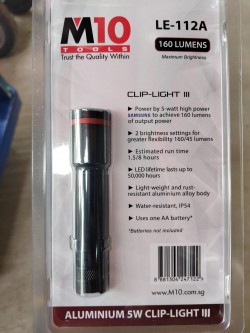 M10
TOOLS
Trust the Quality Within
LE-112A
160 LUMENS
Maximum Brightness
CLIP-LIGHT III
Power by 5-watt high power
SAMSUNG to achieve 160 lumens
of output power
2 brightness settings for
greater flexibility 160/45 lumens
Estimated run time
1.5/8 hours
LED lifetime lasts up to
50,000 hours
Light-weight and rust-
resistant aluminium alloy body
Water-resistant, IP54
Uses one AA battery*
*Batteries not included
8 881306 247122
www.M10.com.sg
ALUMINIUM 5W CLIP-LIGHT III